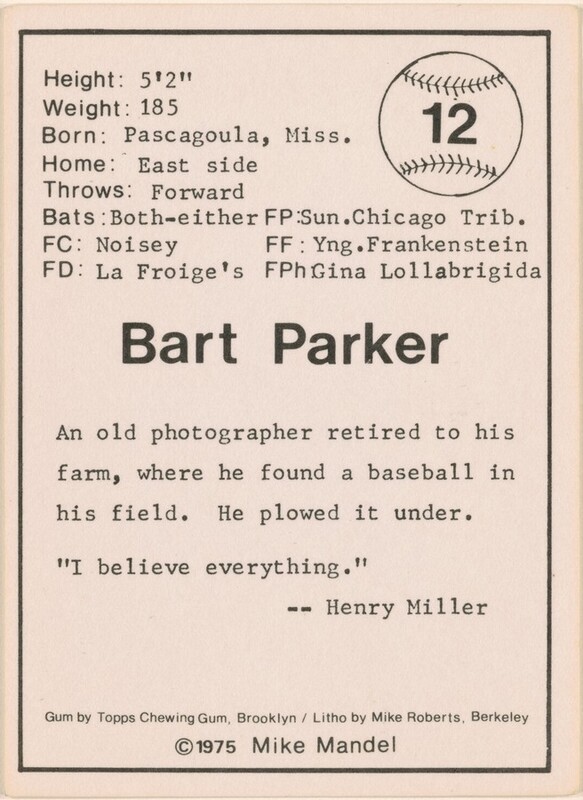 Height: 5'2"
12
Weight: 185
Born: Pascagoula, Miss.
Home: East side
Throws: Forward
Bats: Both-either FP: Sun. Chicago Trib.
FC: Noisey FF: Yng. Frankenstein
FD: La Froige's FPh: Gina Lollabrigida
Bart Parker
An old photographer retired to his
farm, where he found a baseball in
his field. He plowed it under.
"I believe everything."
-- Henry Miller
Gum by Topps Chewing Gum, Brooklyn / Litho by Mike Roberts, Berkeley
©1975 Mike Mandel